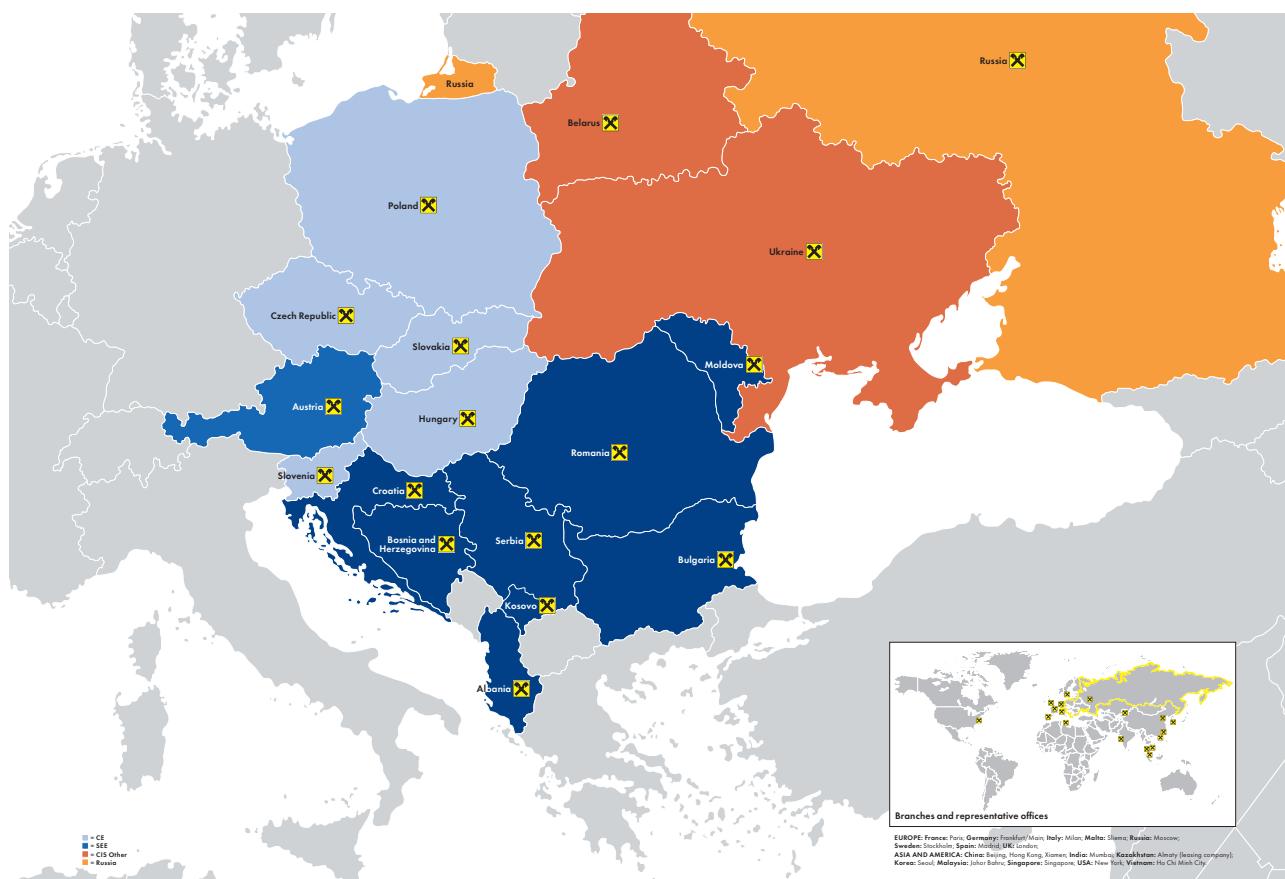 Russia
Russia
Belarus
Poland
Ukraine
Czech Republic
Slovakia
Moldova
Austria
Hungary
Romania
Slovenia
Croatia
Bosnia and
Herzegovina
Serbia
Bulgaria
Kosovo
Albania
Branches and representative offices
= CE
= SEE
= CIS Other
= Russia
EUROPE: France: Paris; Germany: Frankfurt/Main; Italy: Milan; Malta: Sliema; Russia: Moscow;
Sweden: Stockholm; Spain: Madrid; UK: London;
ASIA AND AMERICA: China: Beijing, Hong Kong, Xiamen; India: Mumbai; Kazakhstan: Almaty (leasing company);
Korea: Seoul; Malaysia: Johor Bahru; Singapore: Singapore; USA: New York; Vietnam: Ho Chi Minh City.